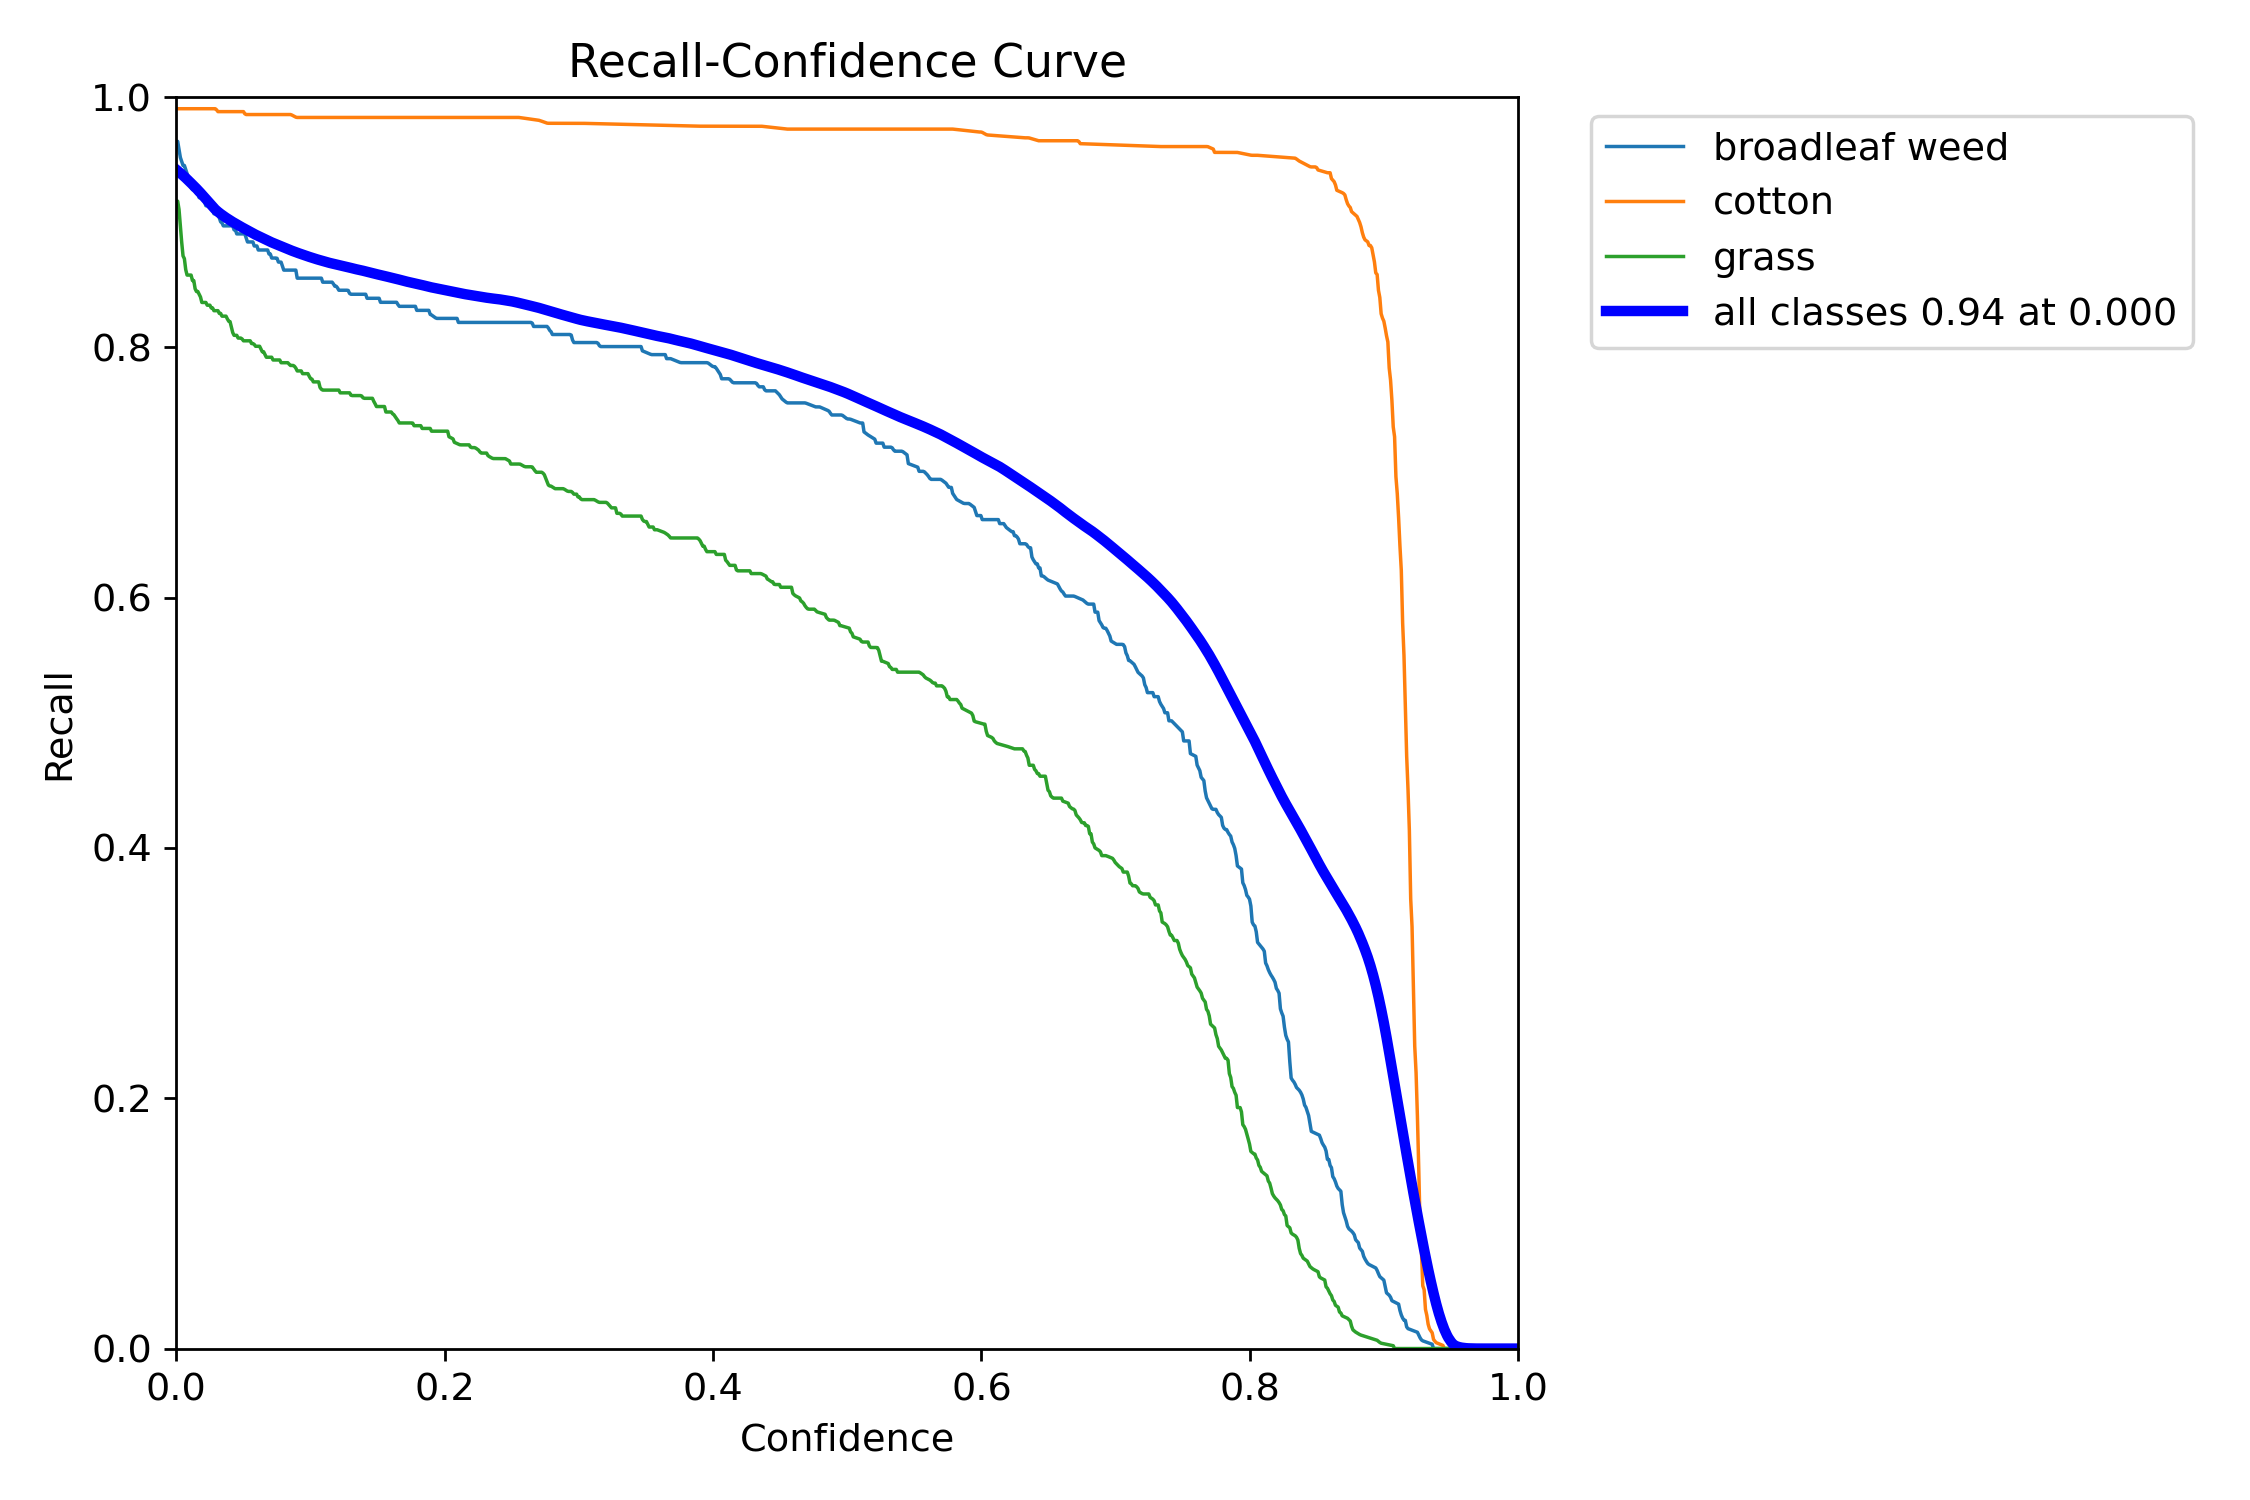 Recall-Confidence Curve
1.0
0.8
0.6
0.4
0.2
0.0
Recall
0.0 0.2 0.4 0.6 0.8 1.0
Confidence
broadleaf weed
cotton
grass
all classes 0.94 at 0.000